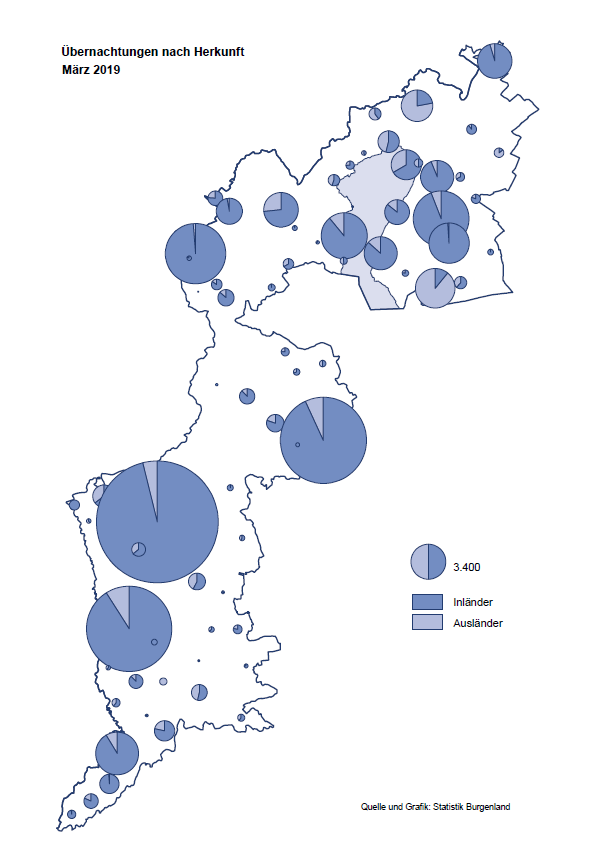 Übernachtungen nach Herkunft
März 2019
3.400
Inländer
Ausländer
Quelle und Grafik: Statistik Burgenland